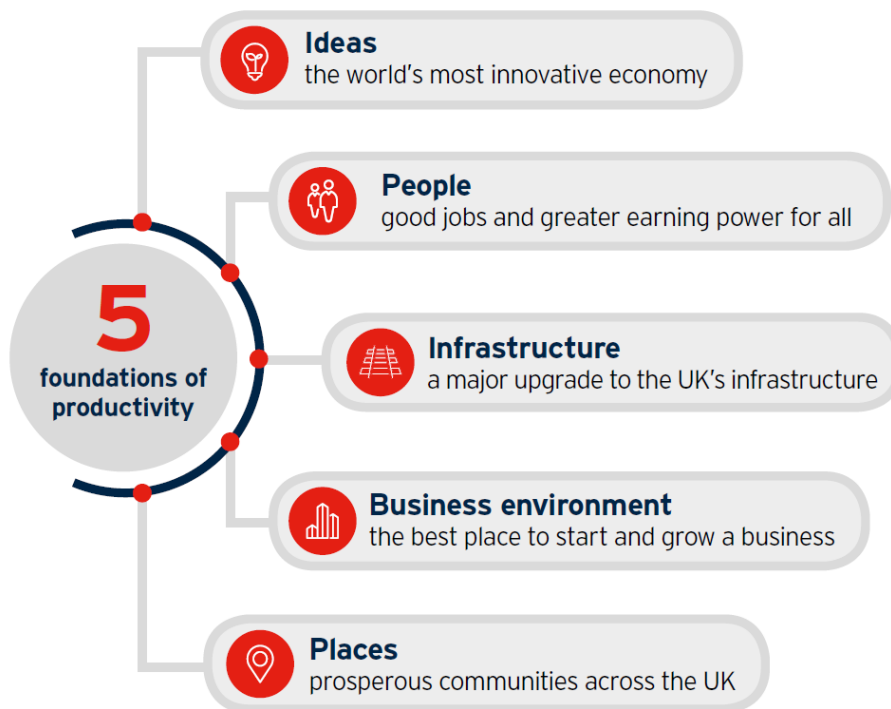 Ideas
the world's most innovative economy
People
good jobs and greater earning power for all
5
foundations of
productivity
Infrastructure
a major upgrade to the UK's infrastructure
Business environment
the best place to start and grow a business
Places
prosperous communities across the UK